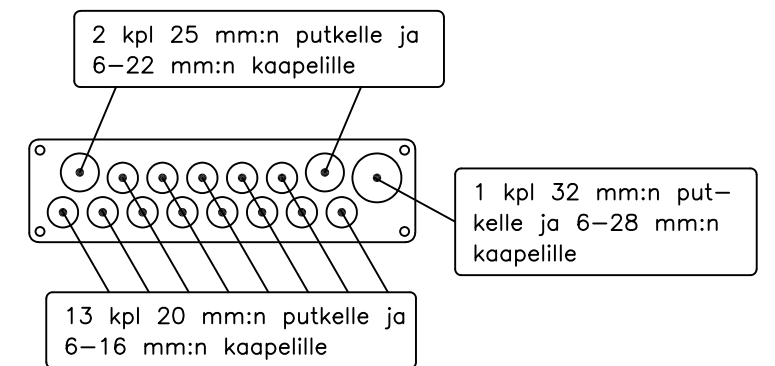 2 kpl 25 mm:n putkelle ja
6-22 mm:n kaapelille
1 kpl 32 mm:n put-
kelle ja 6-28 mm:n
kaapelille
13 kpl 20 mm:n putkelle ja
6-16 mm:n kaapelille